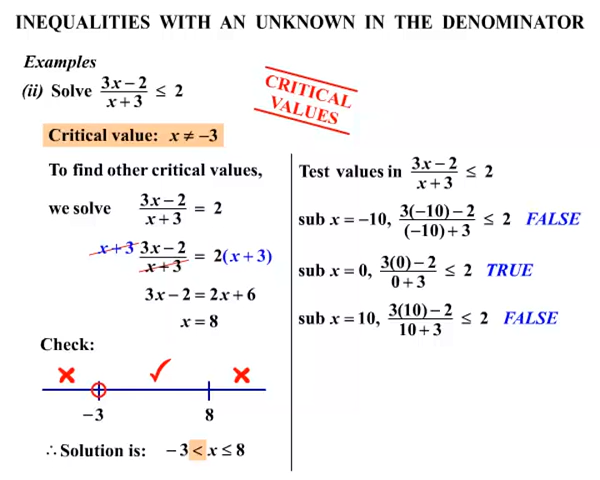 INEQUALITIES WITH AN UNKNOWN IN THE DENOMINATOR
Examples
(ii) Solve (3x − 2)/(x + 3) ≤ 2
CRITICAL
VALUES
Critical value: x ≠ −3
To find other critical values,
we solve (3x − 2)/(x + 3) = 2
x + 3 (3x − 2)/(x + 3) = 2(x + 3)
3x − 2 = 2x + 6
x = 8
Check:
✗ ✓ ✗
−3 8
∴ Solution is: −3 < x ≤ 8
Test values in (3x − 2)/(x + 3) ≤ 2
sub x = −10, (3(−10) − 2)/((−10) + 3) ≤ 2 FALSE
sub x = 0, (3(0) − 2)/(0 + 3) ≤ 2 TRUE
sub x = 10, (3(10) − 2)/(10 + 3) ≤ 2 FALSE